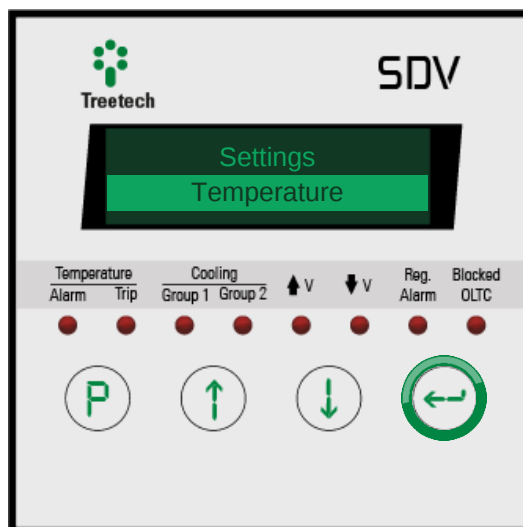 Treetech
SDV
Settings
Temperature
Temperature Cooling
Alarm Trip Group 1 Group 2 V V Reg. Alarm Blocked OLTC
P